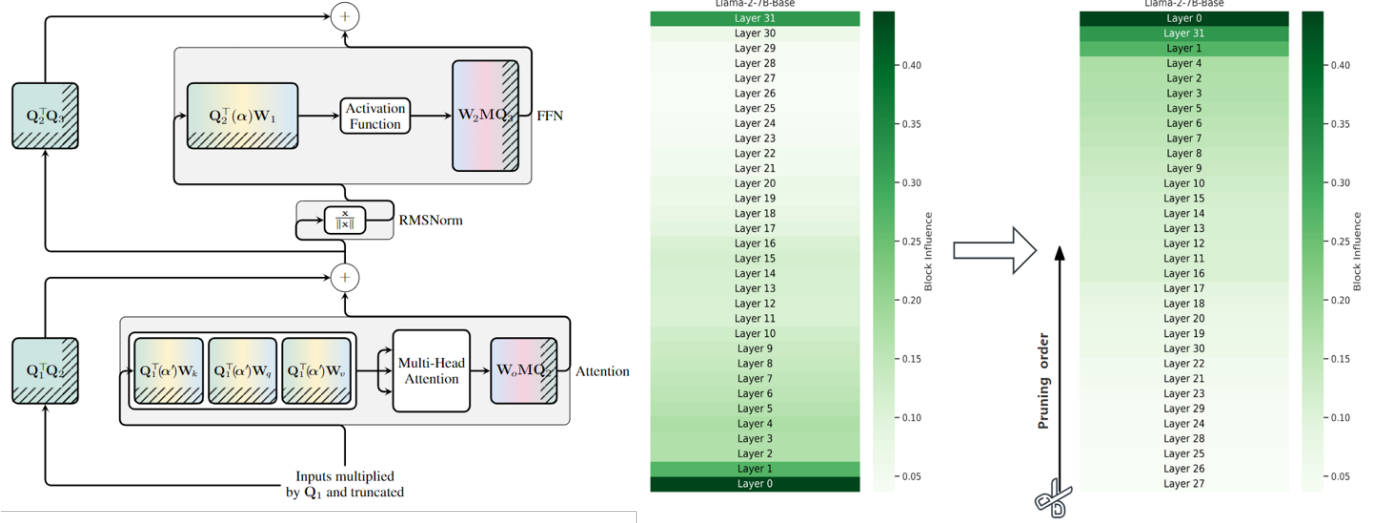 Q₂ᵀQ₃
Q₂ᵀ(α)W₁
Activation
Function
W₂MQ₃
FFN
x
‖x‖
RMSNorm
Q₁ᵀQ₂
Q₁ᵀ(α′)Wₖ
Q₁ᵀ(α′)W_q
Q₁ᵀ(α′)Wᵥ
Multi-Head
Attention
WₒMQ₂
Attention
Inputs multiplied
by Q₁ and truncated
Llama-2-7B-Base
Layer 31
Layer 30
Layer 29
Layer 28
Layer 27
Layer 26
Layer 25
Layer 24
Layer 23
Layer 22
Layer 21
Layer 20
Layer 19
Layer 18
Layer 17
Layer 16
Layer 15
Layer 14
Layer 13
Layer 12
Layer 11
Layer 10
Layer 9
Layer 8
Layer 7
Layer 6
Layer 5
Layer 4
Layer 3
Layer 2
Layer 1
Layer 0
0.40
0.35
0.30
0.25
0.20
0.15
0.10
0.05
Block Influence
Pruning order
Llama-2-7B-Base
Layer 0
Layer 31
Layer 1
Layer 4
Layer 2
Layer 3
Layer 5
Layer 6
Layer 7
Layer 8
Layer 9
Layer 10
Layer 15
Layer 14
Layer 13
Layer 12
Layer 11
Layer 16
Layer 17
Layer 18
Layer 20
Layer 19
Layer 30
Layer 22
Layer 21
Layer 23
Layer 29
Layer 24
Layer 28
Layer 25
Layer 26
Layer 27
0.40
0.35
0.30
0.25
0.20
0.15
0.10
0.05
Block Influence